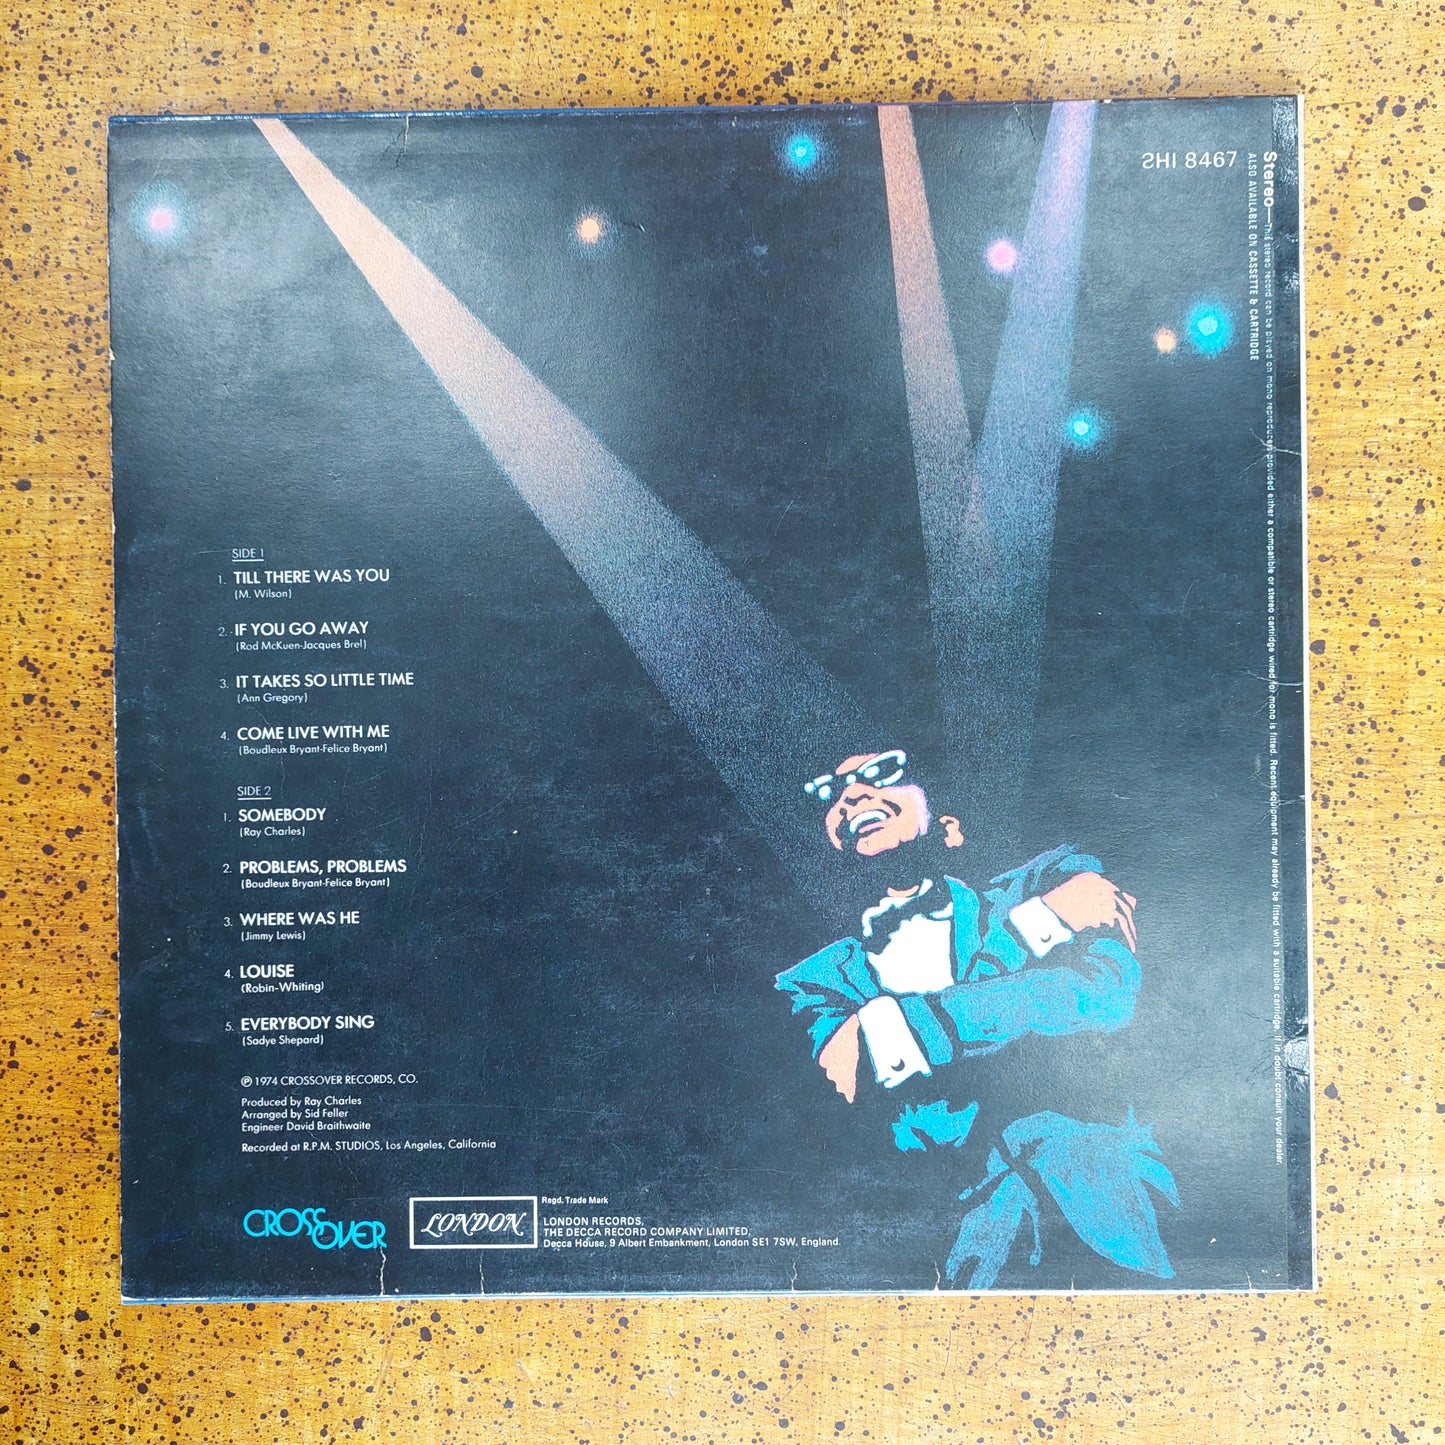 SHI 8467
Stereo—This stereo record can be played on mono reproducers provided either a compatible or stereo cartridge wired for mono is fitted. Recent equipment may already be fitted with a suitable cartridge. If in doubt consult your dealer.
ALSO AVAILABLE ON CASSETTE & CARTRIDGE
SIDE 1
1. TILL THERE WAS YOU
(M. Wilson)
2. IF YOU GO AWAY
(Rod McKuen-Jacques Brel)
3. IT TAKES SO LITTLE TIME
(Ann Gregory)
4. COME LIVE WITH ME
(Boudleux Bryant-Felice Bryant)
SIDE 2
1. SOMEBODY
(Ray Charles)
2. PROBLEMS, PROBLEMS
(Boudleux Bryant-Felice Bryant)
3. WHERE WAS HE
(Jimmy Lewis)
4. LOUISE
(Robin-Whiting)
5. EVERYBODY SING
(Sadye Shepard)
℗ 1974 CROSSOVER RECORDS, CO.
Produced by Ray Charles
Arranged by Sid Feller
Engineer David Braithwaite
Recorded at R.P.M. STUDIOS, Los Angeles, California
CROSS
OVER
LONDON
Regd. Trade Mark
LONDON RECORDS,
THE DECCA RECORD COMPANY LIMITED,
Decca House, 9 Albert Embankment, London SE1 7SW, England.